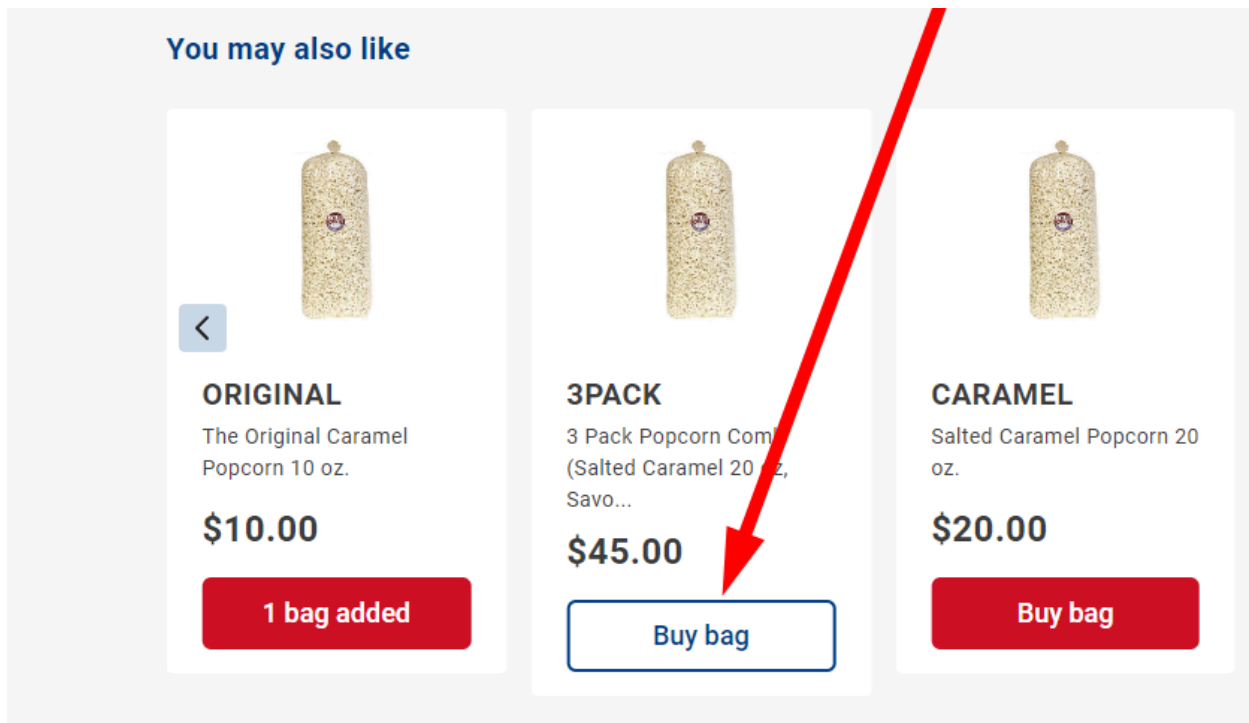 You may also like
ORIGINAL
The Original Caramel
Popcorn 10 oz.
$10.00
1 bag added
3PACK
3 Pack Popcorn
(Salted Caramel 20
Savo...
$45.00
Buy bag
CARAMEL
Salted Caramel Popcorn 20
oz.
$20.00
Buy bag